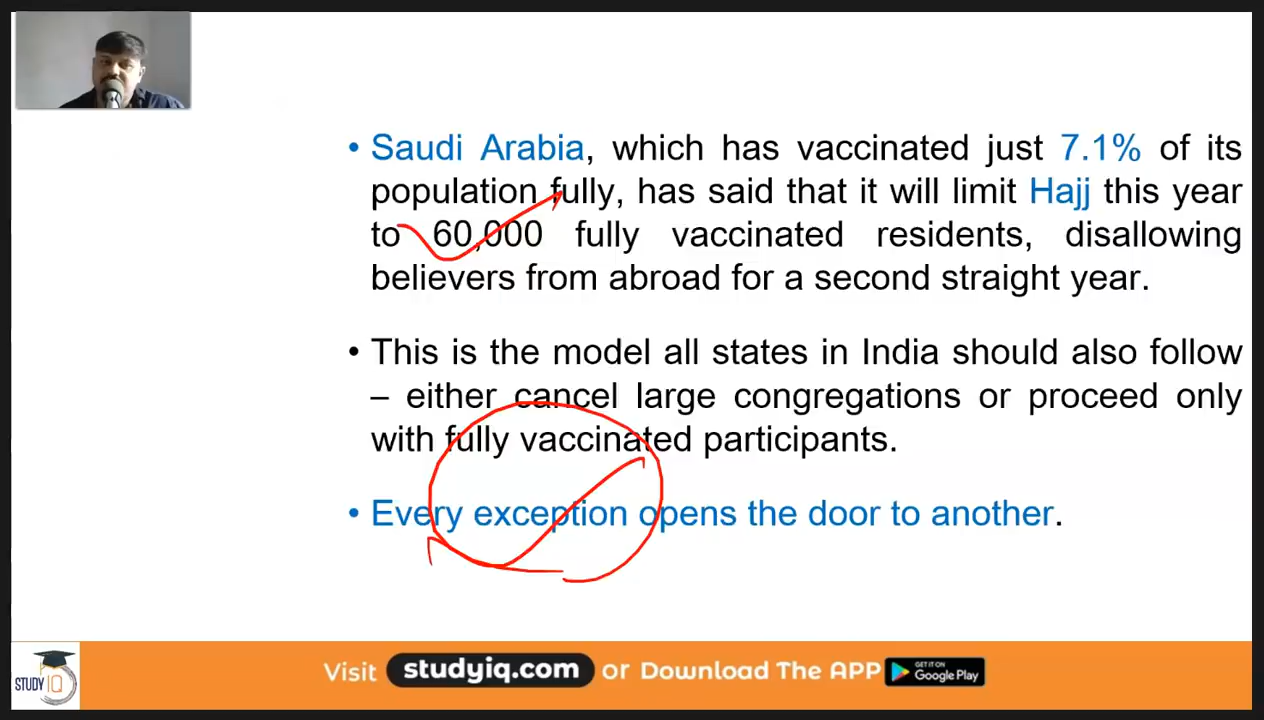 • Saudi Arabia, which has vaccinated just 7.1% of its
population fully, has said that it will limit Hajj this year
to 60,000 fully vaccinated residents, disallowing
believers from abroad for a second straight year.
• This is the model all states in India should also follow
– either cancel large congregations or proceed only
with fully vaccinated participants.
• Every exception opens the door to another.
STUDY IQ
Visit studyiq.com or Download The APP GET IT ON
Google Play